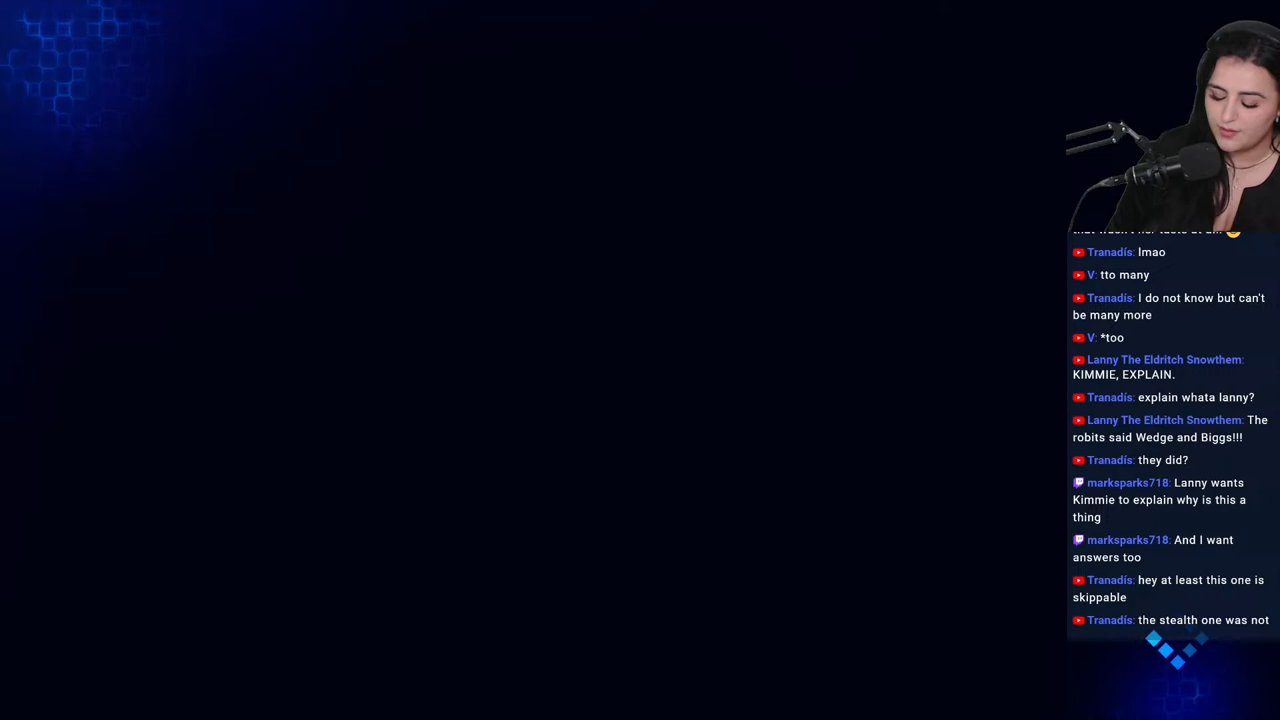 Tranadís: lmao
V: tto many
Tranadís: I do not know but can't
be many more
V: *too
Lanny The Eldritch Snowthem:
KIMMIE, EXPLAIN.
Tranadís: explain whata lanny?
Lanny The Eldritch Snowthem: The
robits said Wedge and Biggs!!!
Tranadís: they did?
marksparks718: Lanny wants
Kimmie to explain why is this a
thing
marksparks718: And I want
answers too
Tranadís: hey at least this one is
skippable
Tranadís: the stealth one was not